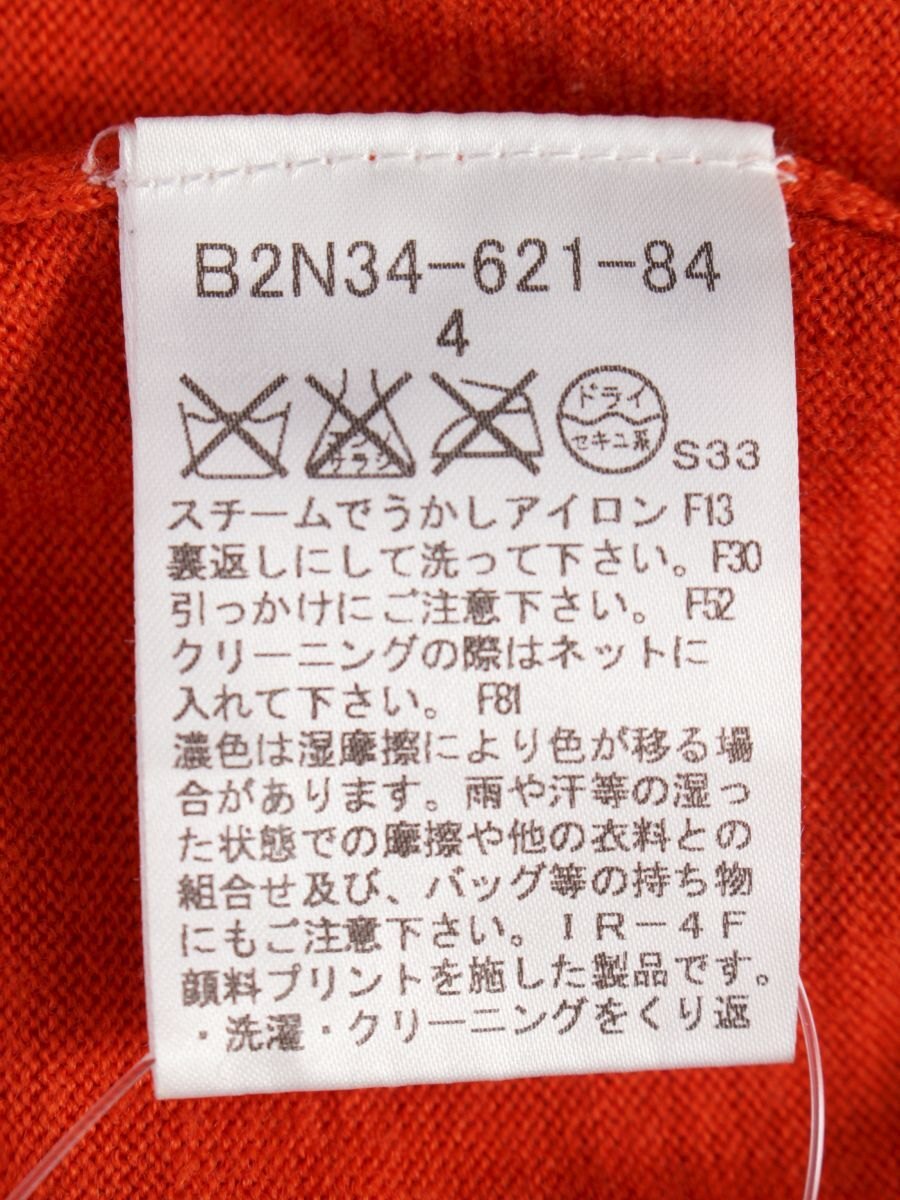 B2N34-621-84
4
エンソ
サラシ
ドライ
セキユ系
S33
スチームでうかしアイロン F13
裏返しにして洗って下さい。F30
引っかけにご注意下さい。 F52
クリーニングの際はネットに
入れて下さい。 F81
濃色は湿摩擦により色が移る場
合があります。雨や汗等の湿っ
た状態での摩擦や他の衣料との
組合せ及び、バッグ等の持ち物
にもご注意下さい。IR-4F
顔料プリントを施した製品です。
・洗濯・クリーニングをくり返